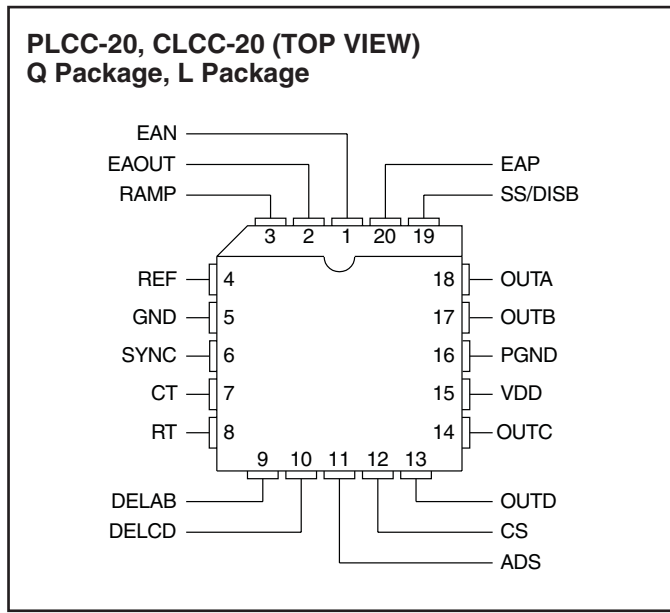 PLCC-20, CLCC-20 (TOP VIEW)
Q Package, L Package
EAN
EAOUT
RAMP
EAP
SS/DISB
3 2 1 20 19
REF 4
GND 5
SYNC 6
CT 7
RT 8
18 OUTA
17 OUTB
16 PGND
15 VDD
14 OUTC
9 10 11 12 13
DELAB
DELCD
OUTD
CS
ADS